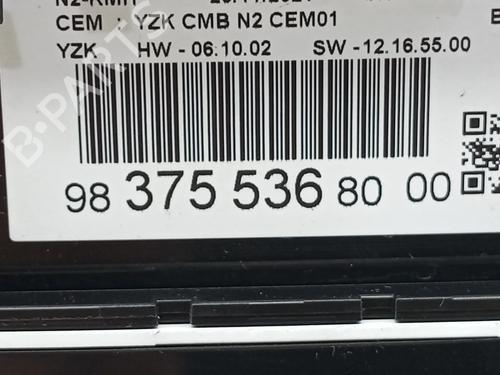 CEM : YZK CMB N2 CEM01
YZK HW - 06.10.02 SW -12.16.55.00
98 375 536 80 00
B-PARTS